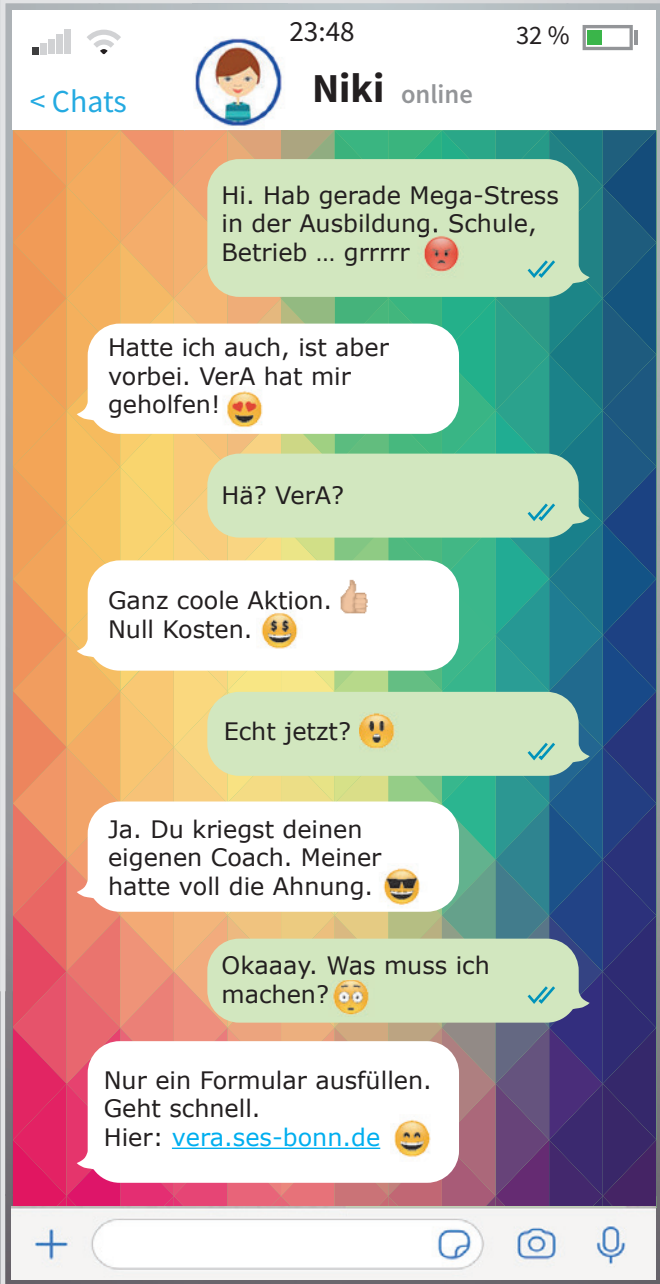 23:48
32 %
< Chats
Niki online
Hi. Hab gerade Mega-Stress
in der Ausbildung. Schule,
Betrieb … grrrrr 😡
Hatte ich auch, ist aber
vorbei. VerA hat mir
geholfen! 😍
Hä? VerA?
Ganz coole Aktion. 👍
Null Kosten. 🤑
Echt jetzt? 😃
Ja. Du kriegst deinen
eigenen Coach. Meiner
hatte voll die Ahnung. 😎
Okaaay. Was muss ich
machen? 😳
Nur ein Formular ausfüllen.
Geht schnell.
Hier: vera.ses-bonn.de 😄